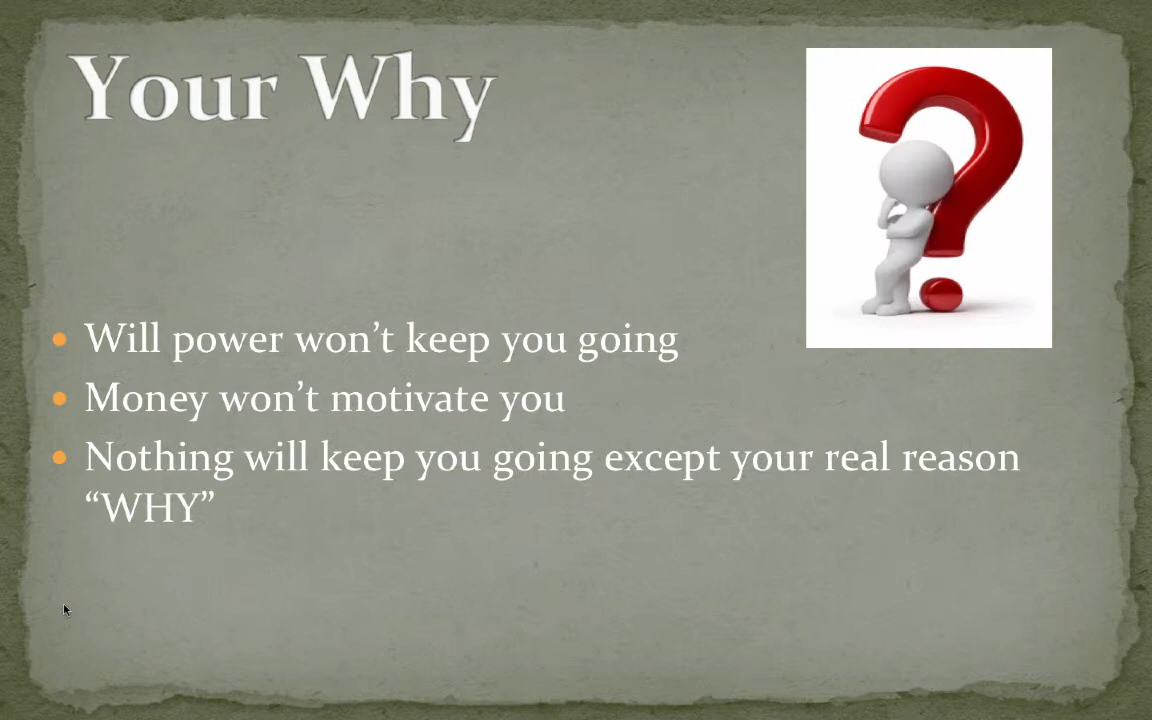 Your Why
Will power won’t keep you going
Money won’t motivate you
Nothing will keep you going except your real reason
“WHY”